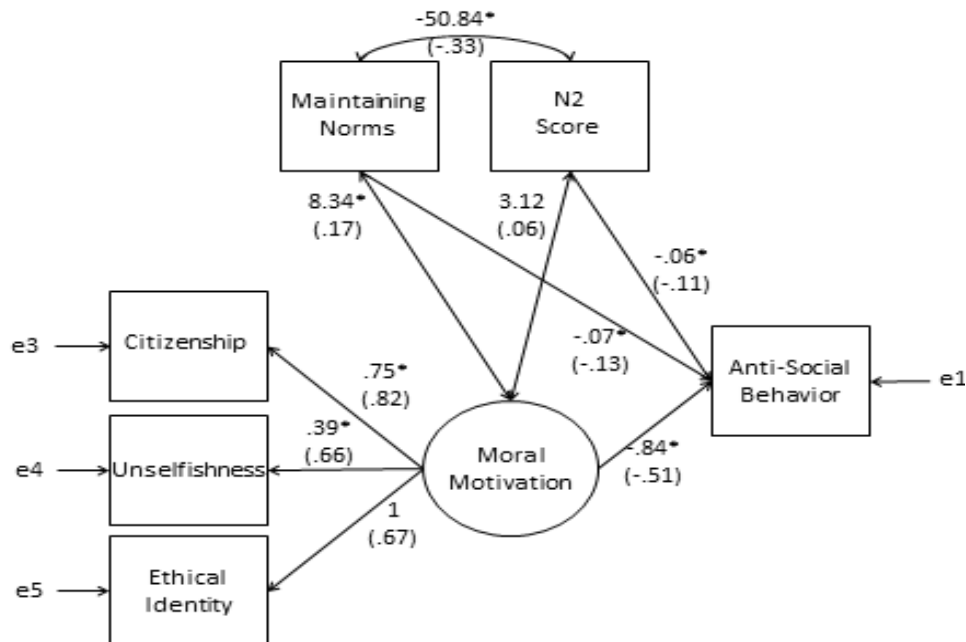 -50.84*
(-.33)
Maintaining
Norms
N2
Score
8.34*
(.17)
3.12
(.06)
-.06*
(-.11)
-.07*
(-.13)
e3
Citizenship
.75*
(.82)
Anti-Social
Behavior
e1
.39*
(.66)
e4
Unselfishness
Moral
Motivation
-.84*
(-.51)
1
(.67)
e5
Ethical
Identity